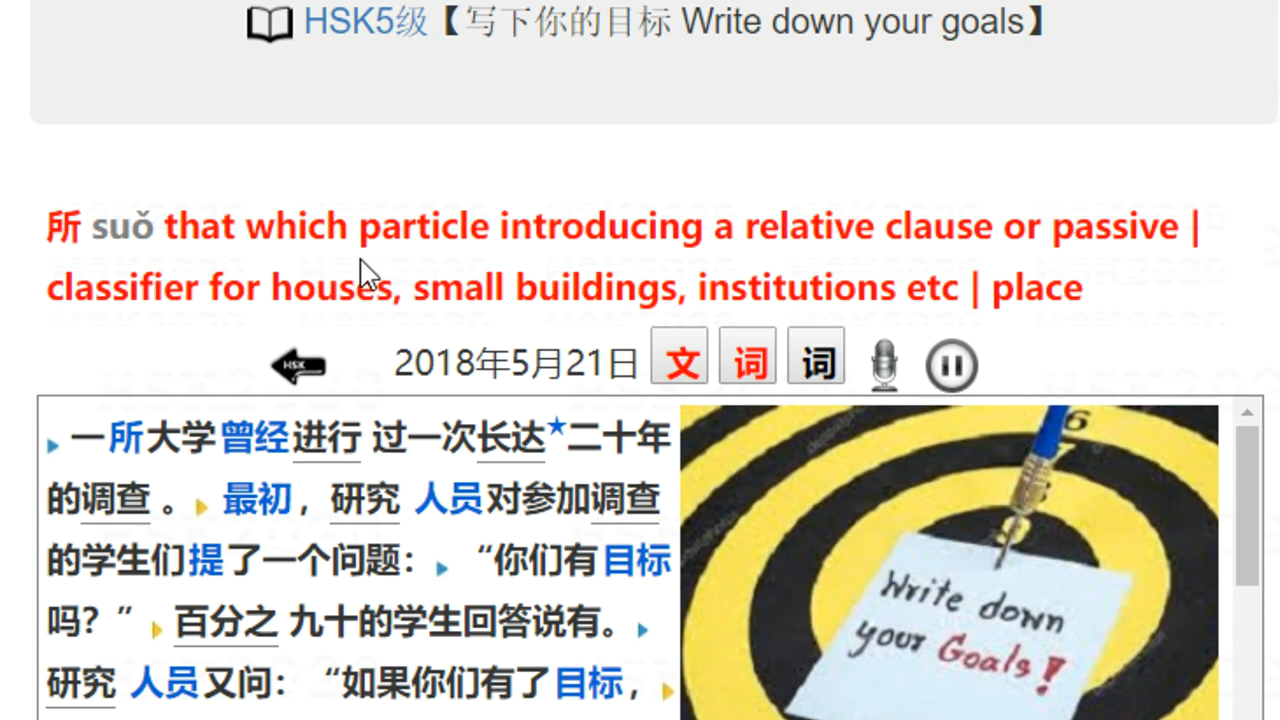 HSK5级【写下你的目标 Write down your goals】
所 suǒ that which particle introducing a relative clause or passive |
classifier for houses, small buildings, institutions etc | place
HSK 2018年5月21日 文 词 词
一所大学曾经进行 过一次长达★二十年
的调查 。 最初 ,研究 人员对参加调查
的学生们提了一个问题： “你们有目标
吗？” 百分之 九十的学生回答说有。
研究 人员又问： “如果你们有了目标，
6
7
8
Write down
your Goals!